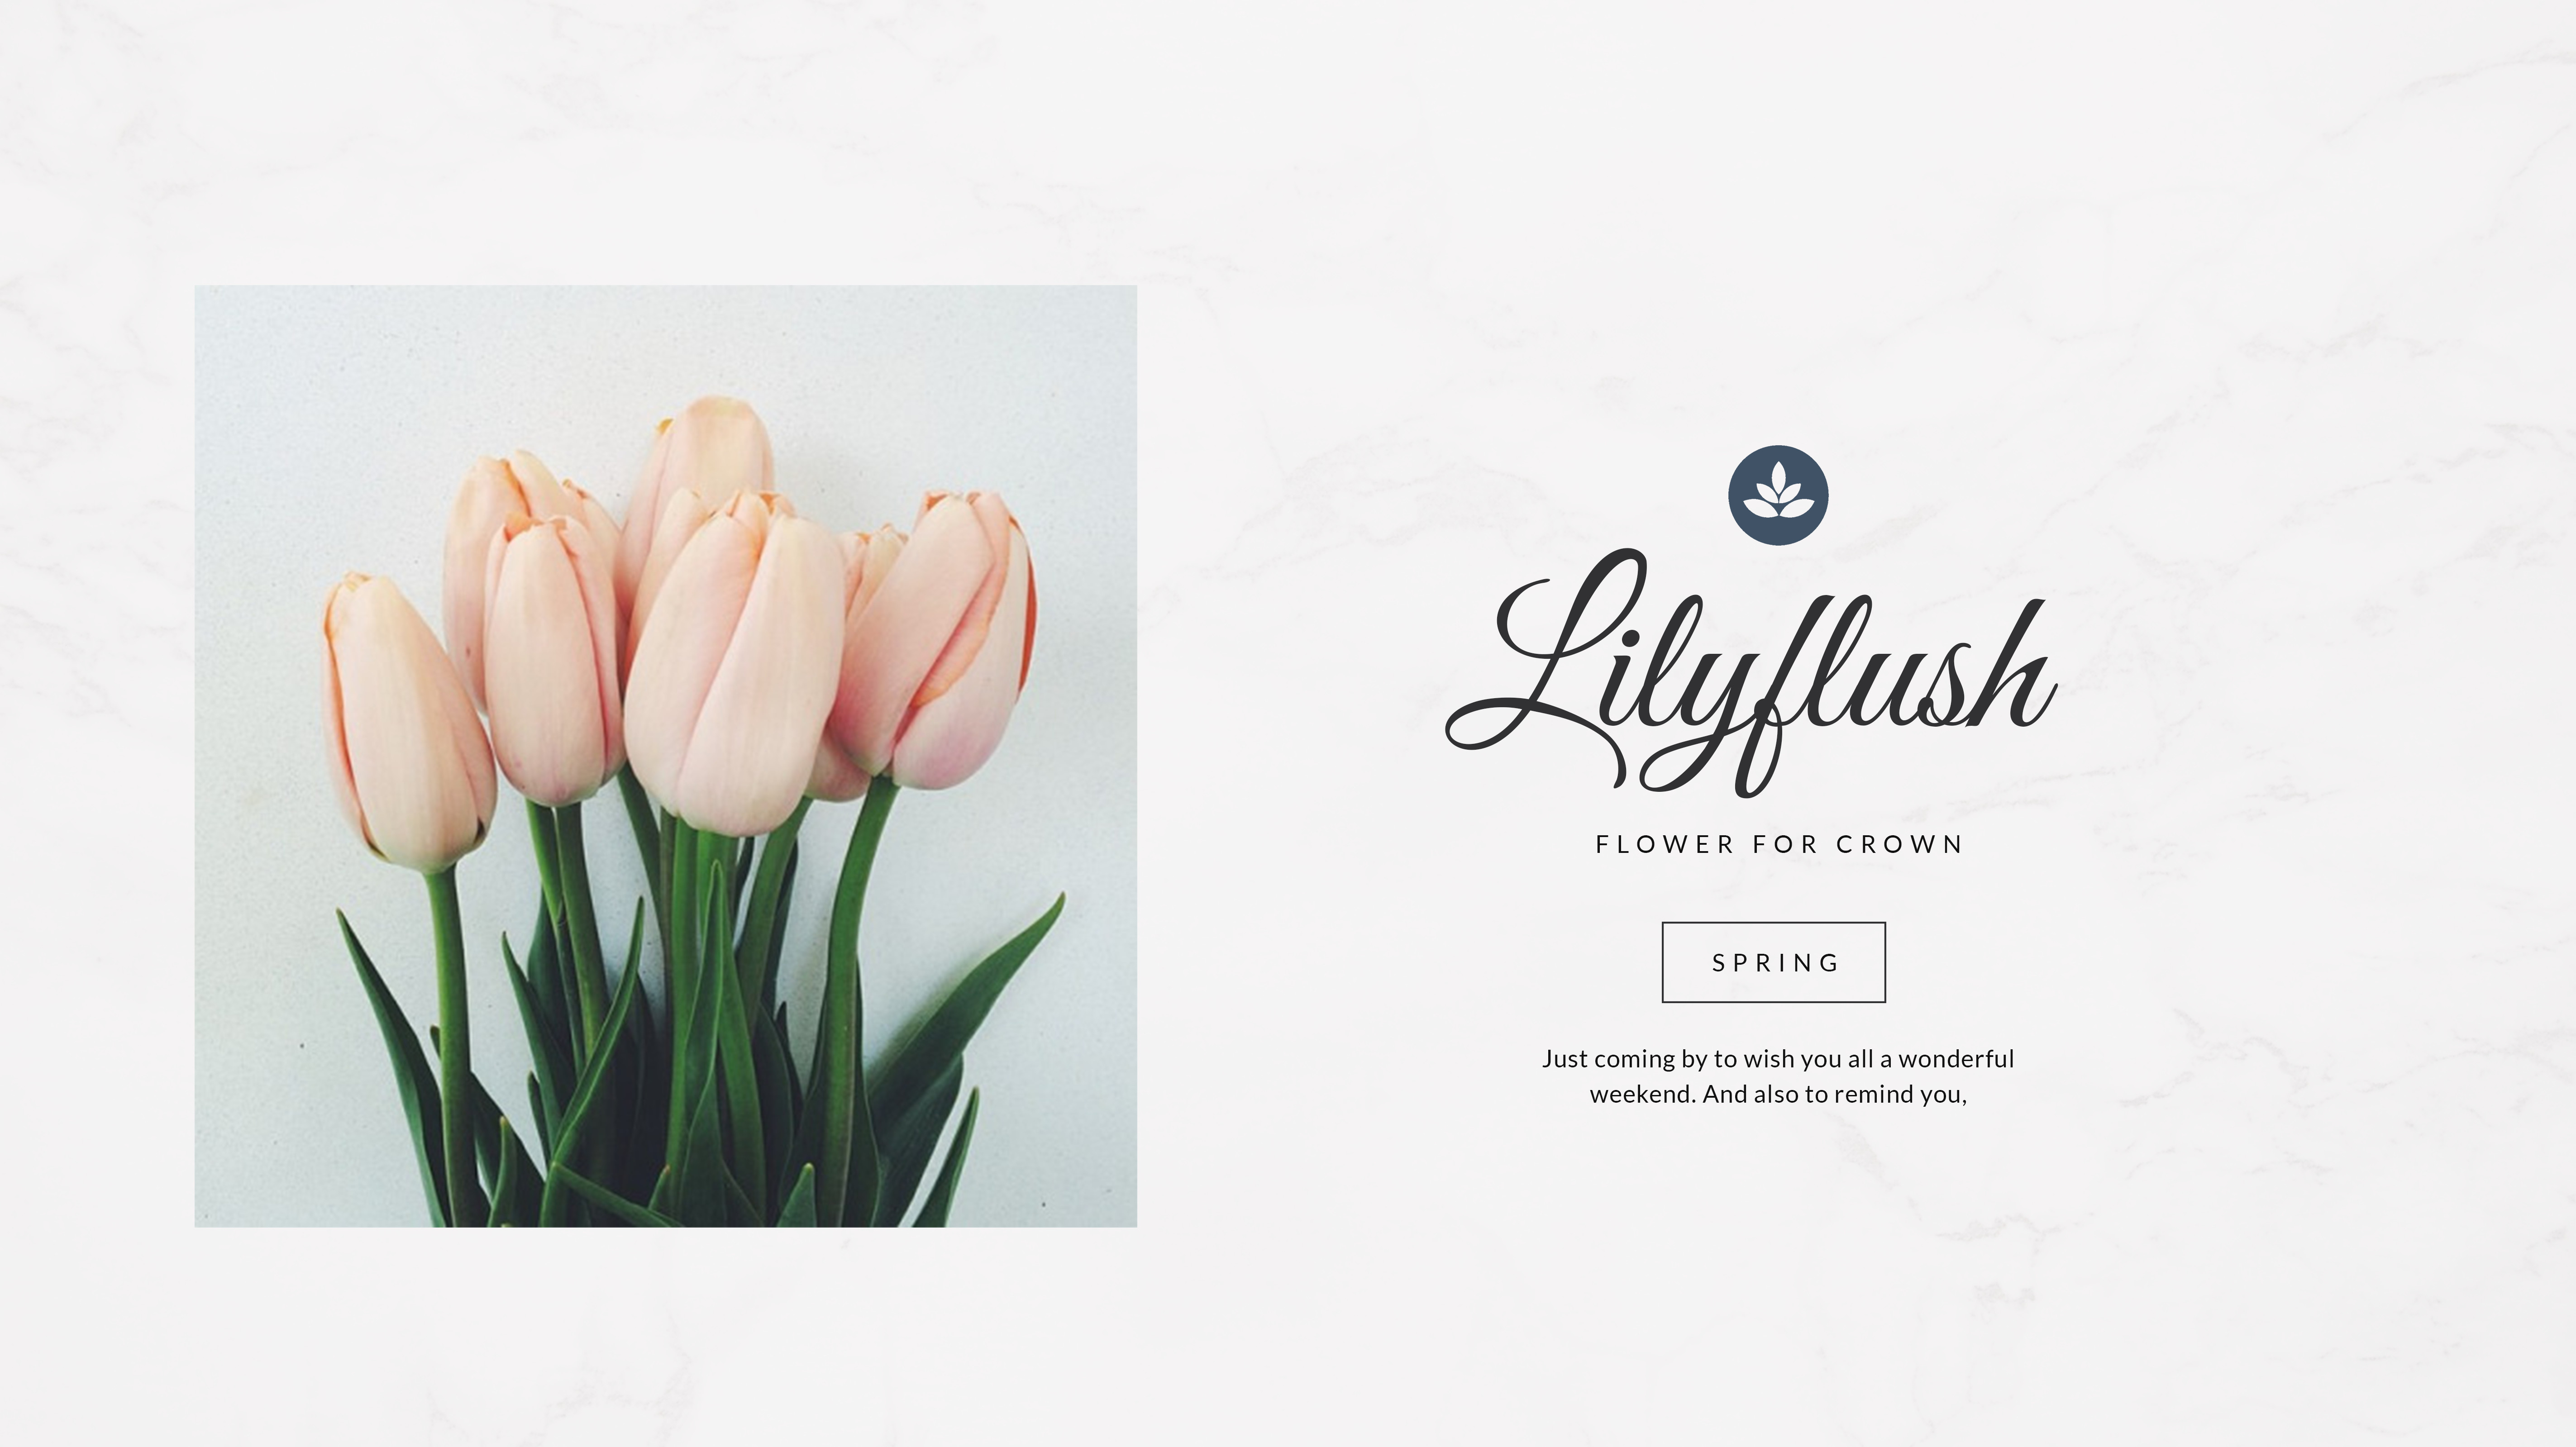 Lilyflush
FLOWER FOR CROWN
SPRING
Just coming by to wish you all a wonderful
weekend. And also to remind you,